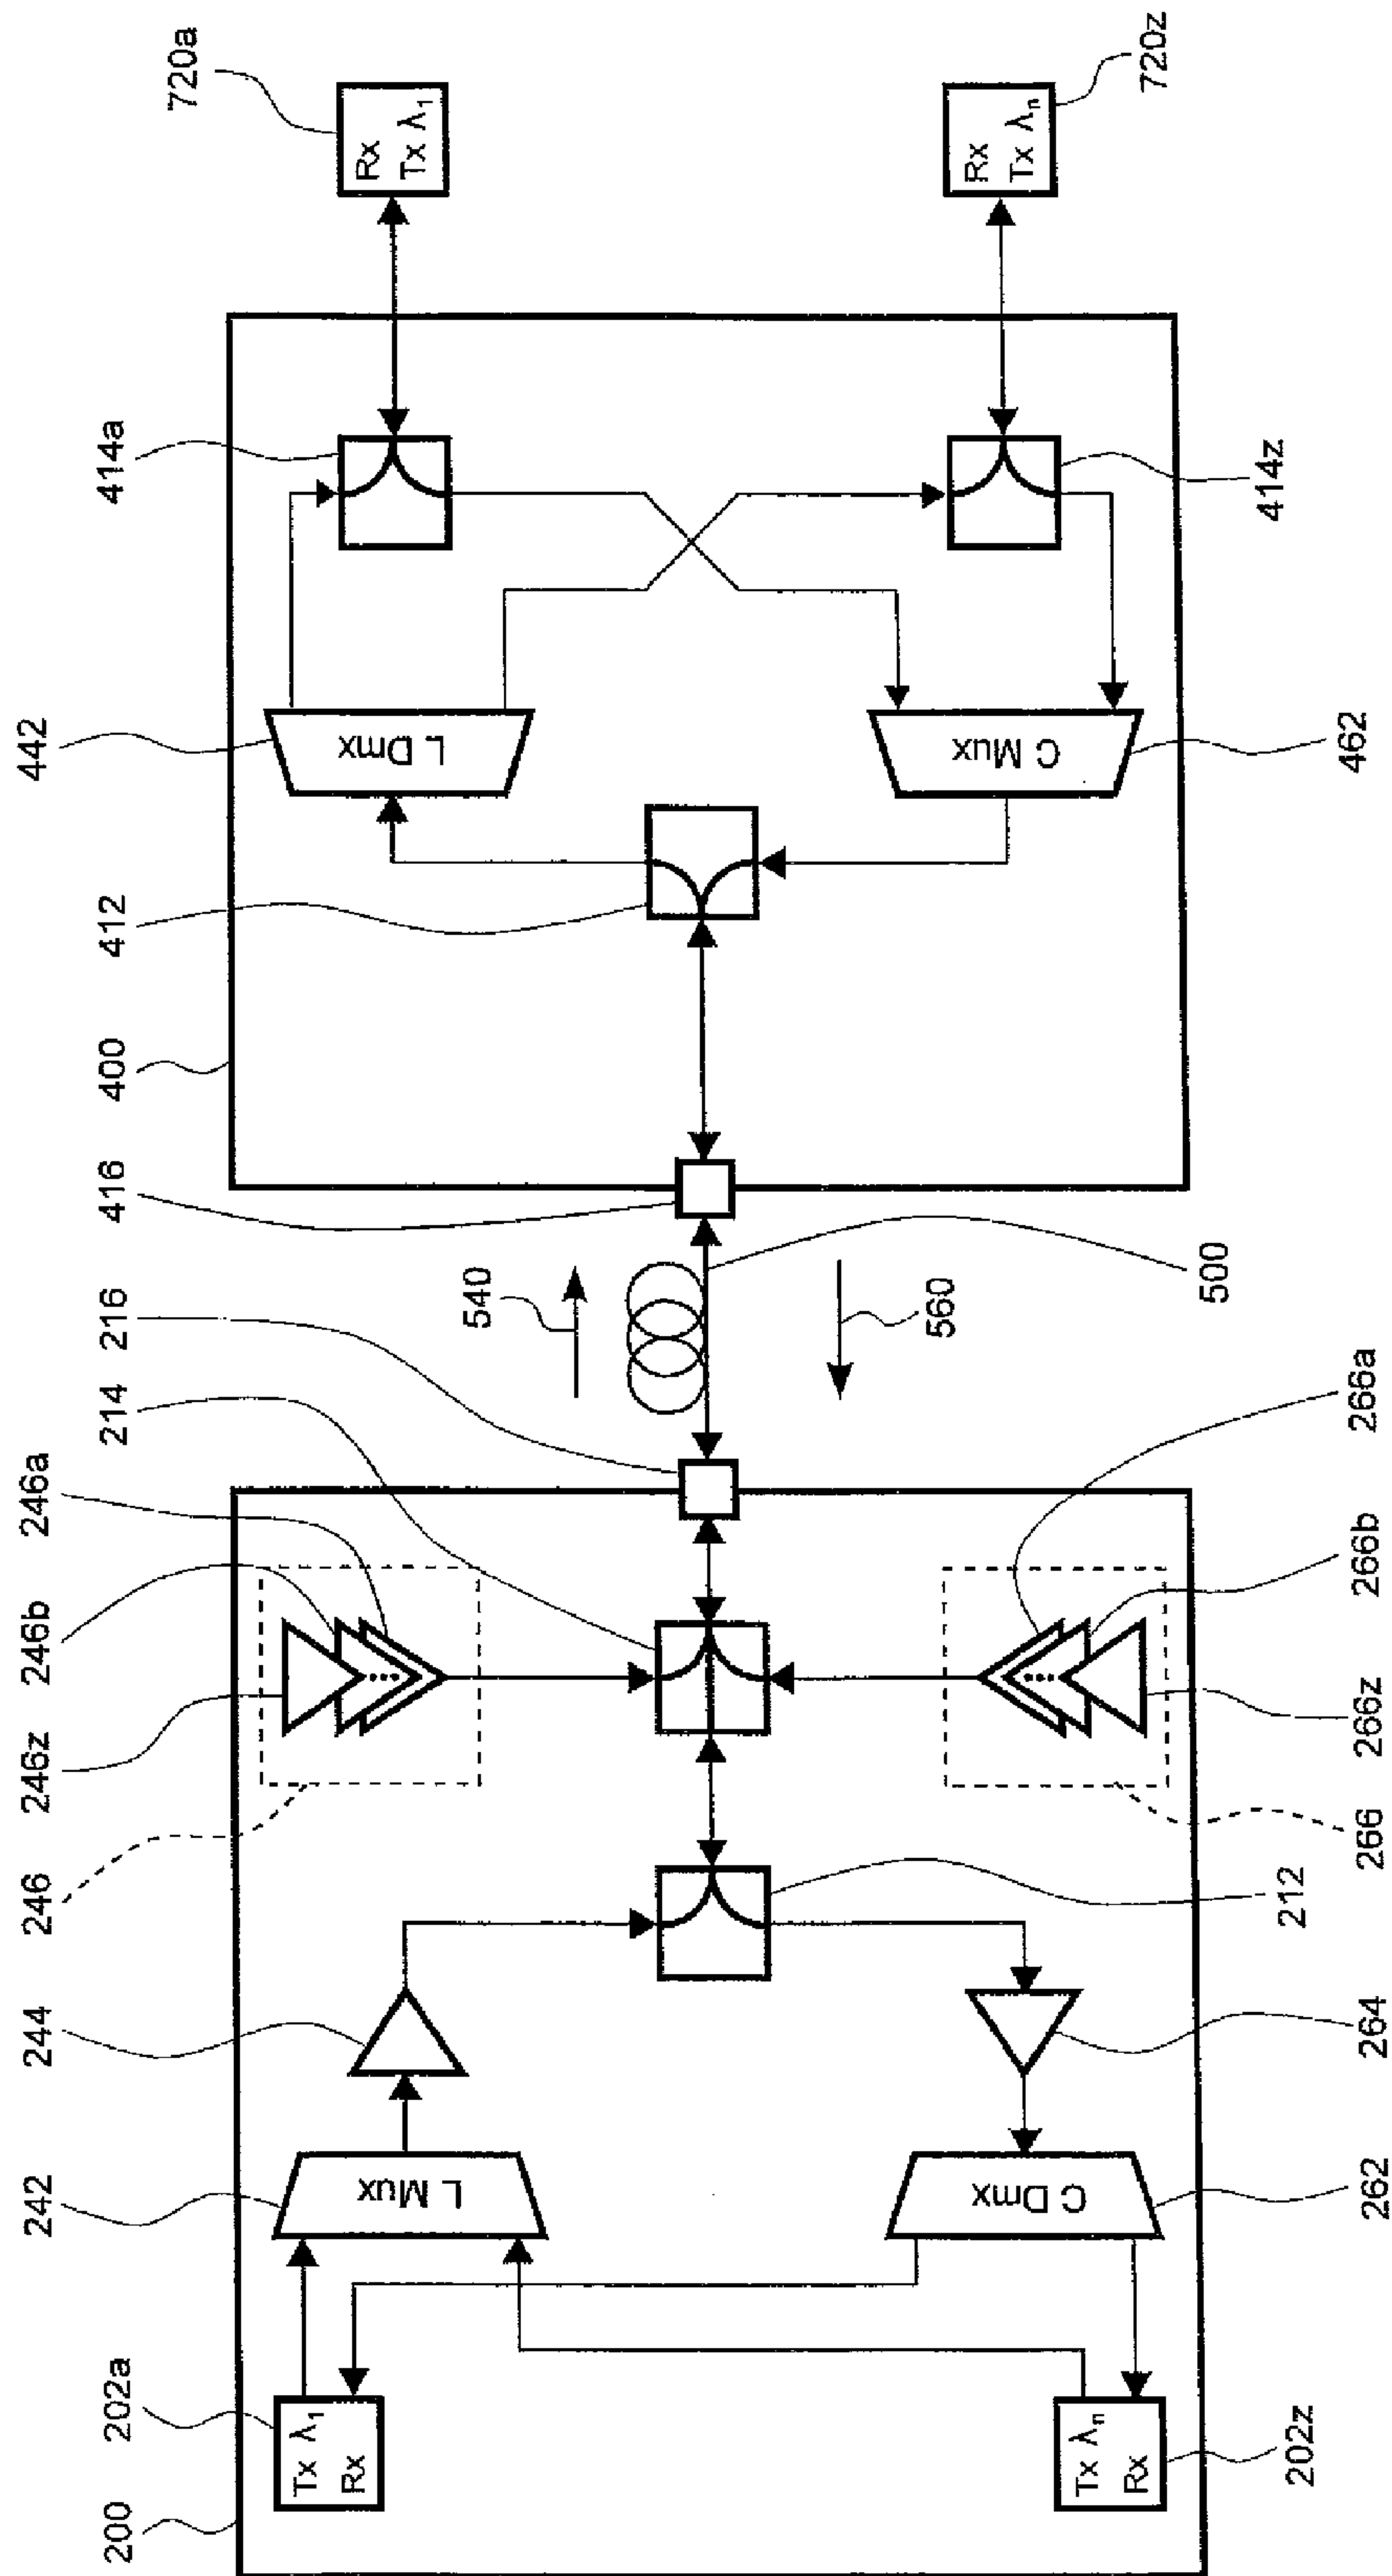 200
202a
242
244
246
246z
246b
246a
214
216
540
416
400
412
442
414a
720a
Tx λ1
Rx
L Mux
L Dmx
Rx
Tx λ1
Tx λn
Rx
C Dmx
C Mux
Rx
Tx λn
202z
262
264
212
266
266z
266b
266a
560
500
462
414z
720z